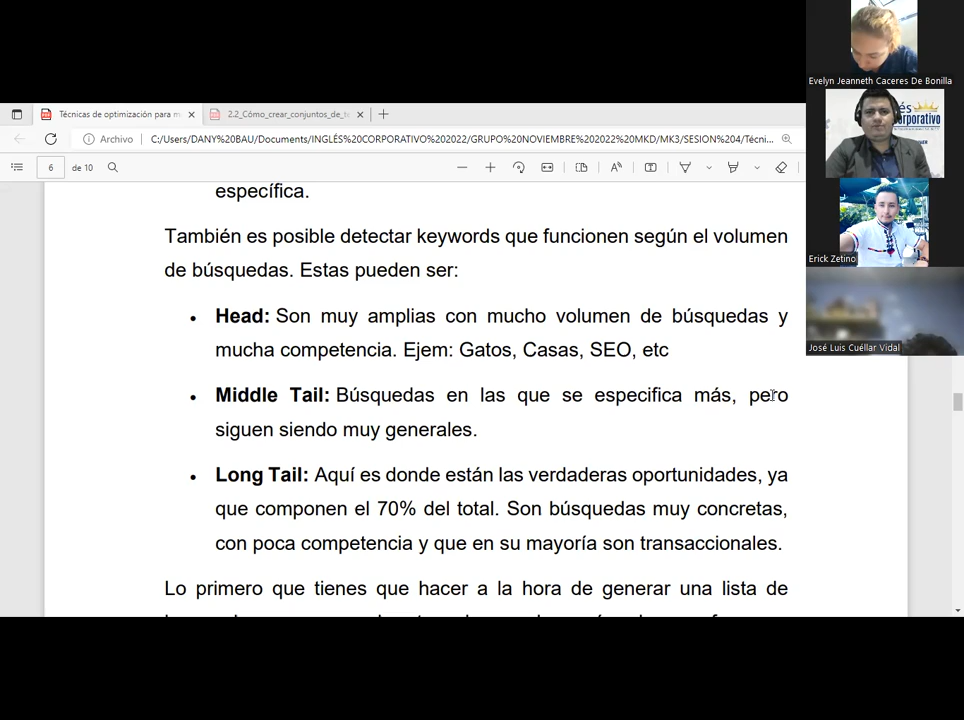 Técnicas de optimización para m
2.2_Cómo_crear_conjuntos_de_
Archivo
C:/Users/DANY%20BAU/Documents/INGLÉS%20CORPORATIVO%202022/GRUPO%20NOVIEMBRE%202022%20MKD/MK3/SESION%204/Técni...
6
de 10
específica.
También es posible detectar keywords que funcionen según el volumen
de búsquedas. Estas pueden ser:
• Head: Son muy amplias con mucho volumen de búsquedas y
mucha competencia. Ejem: Gatos, Casas, SEO, etc
• Middle Tail: Búsquedas en las que se especifica más, pero
siguen siendo muy generales.
• Long Tail: Aquí es donde están las verdaderas oportunidades, ya
que componen el 70% del total. Son búsquedas muy concretas,
con poca competencia y que en su mayoría son transaccionales.
Lo primero que tienes que hacer a la hora de generar una lista de
Evelyn Jeanneth Caceres De Bonilla
és
orporativo
Erick Zetino
José Luis Cuéllar Vidal